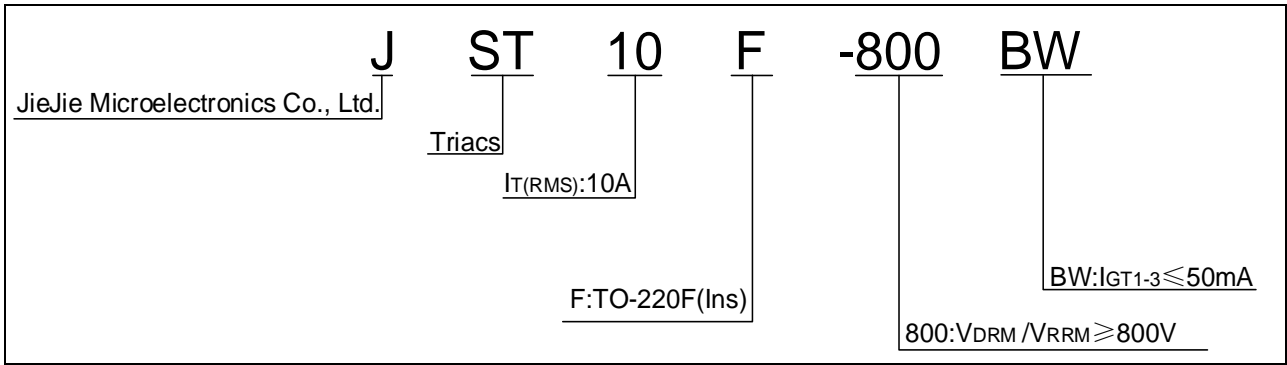 J ST 10 F -800 BW
JieJie Microelectronics Co., Ltd.
Triacs
IT(RMS):10A
BW:IGT1-3≤50mA
F:TO-220F(Ins)
800:VDRM /VRRM≥800V